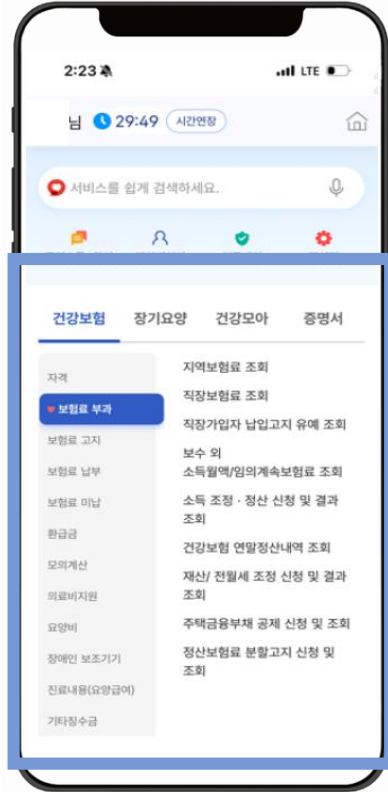 2:23
LTE
님 29:49 시간연장
서비스를 쉽게 검색하세요.
건강보험 장기요양 건강모아 증명서
자격
보험료 부과
보험료 고지
보험료 납부
보험료 미납
환급금
모의계산
의료비지원
요양비
장애인 보조기기
진료내용(요양급여)
기타징수금
지역보험료 조회
직장보험료 조회
직장가입자 납입고지 유예 조회
보수 외
소득월액/임의계속보험료 조회
소득 조정 · 정산 신청 및 결과
조회
건강보험 연말정산내역 조회
재산/ 전월세 조정 신청 및 결과
조회
주택금융부채 공제 신청 및 조회
정산보험료 분할고지 신청 및
조회